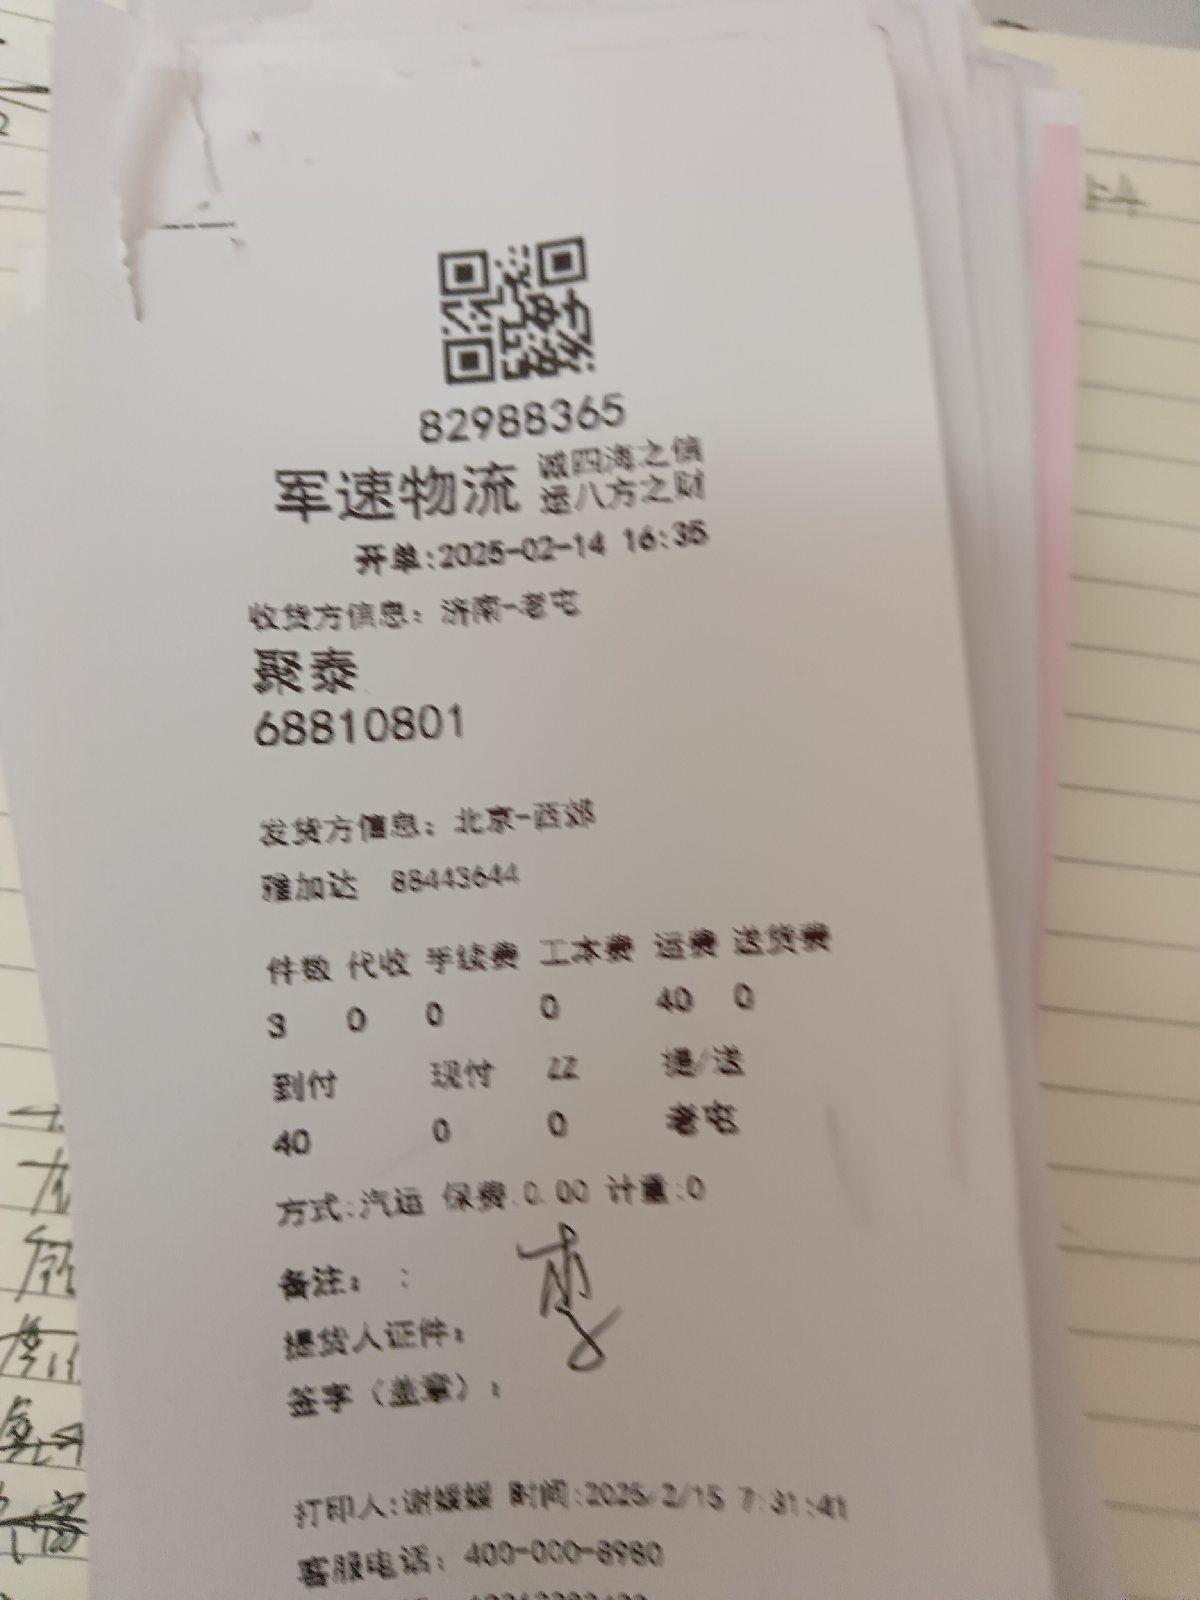 82988365
军速物流 诚四海之信
运八方之财
开单:2025-02-14 16:35
收货方信息: 济南-老屯
聚泰
68810801
发货方信息: 北京-西郊
雅加达 88443644
件数 代收 手续费 工本费 运费 送货费
3 0 0 0 40 0
到付 现付 ZZ 提/送
40 0 0 老屯
方式:汽运 保费:0.00 计重:0
备注: :
提货人证件:
签字(盖章):
打印人:谢媛媛 时间:2025/2/15 7:31:41
客服电话: 400-000-8980